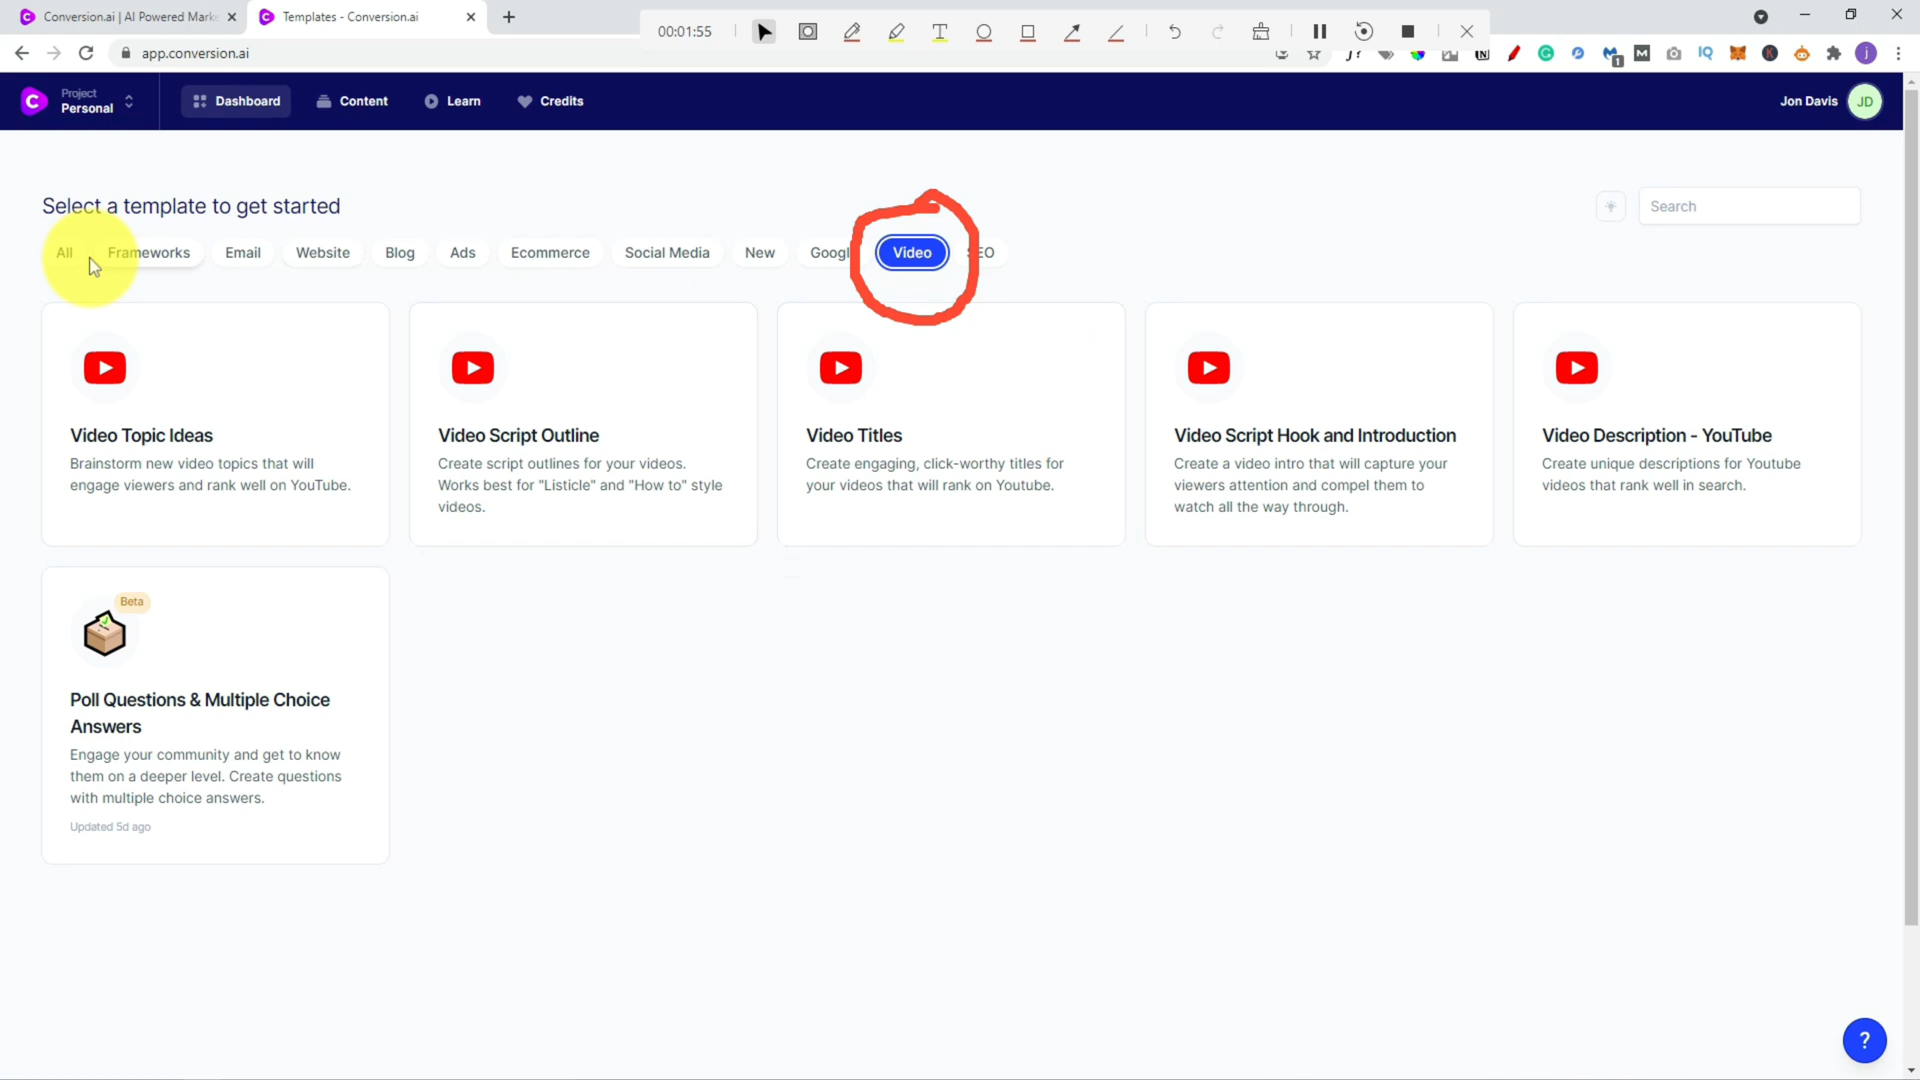 Conversion.ai | AI Powered Marke
Templates - Conversion.ai
00:01:55
app.conversion.ai
Project
Personal
Dashboard
Content
Learn
Credits
Jon Davis
JD
Select a template to get started
Search
All
Frameworks
Email
Website
Blog
Ads
Ecommerce
Social Media
New
Googl
Video
EO
Video Topic Ideas
Brainstorm new video topics that will
engage viewers and rank well on YouTube.
Video Script Outline
Create script outlines for your videos.
Works best for "Listicle" and "How to" style
videos.
Video Titles
Create engaging, click-worthy titles for
your videos that will rank on Youtube.
Video Script Hook and Introduction
Create a video intro that will capture your
viewers attention and compel them to
watch all the way through.
Video Description - YouTube
Create unique descriptions for Youtube
videos that rank well in search.
Beta
Poll Questions & Multiple Choice
Answers
Engage your community and get to know
them on a deeper level. Create questions
with multiple choice answers.
Updated 5d ago
?